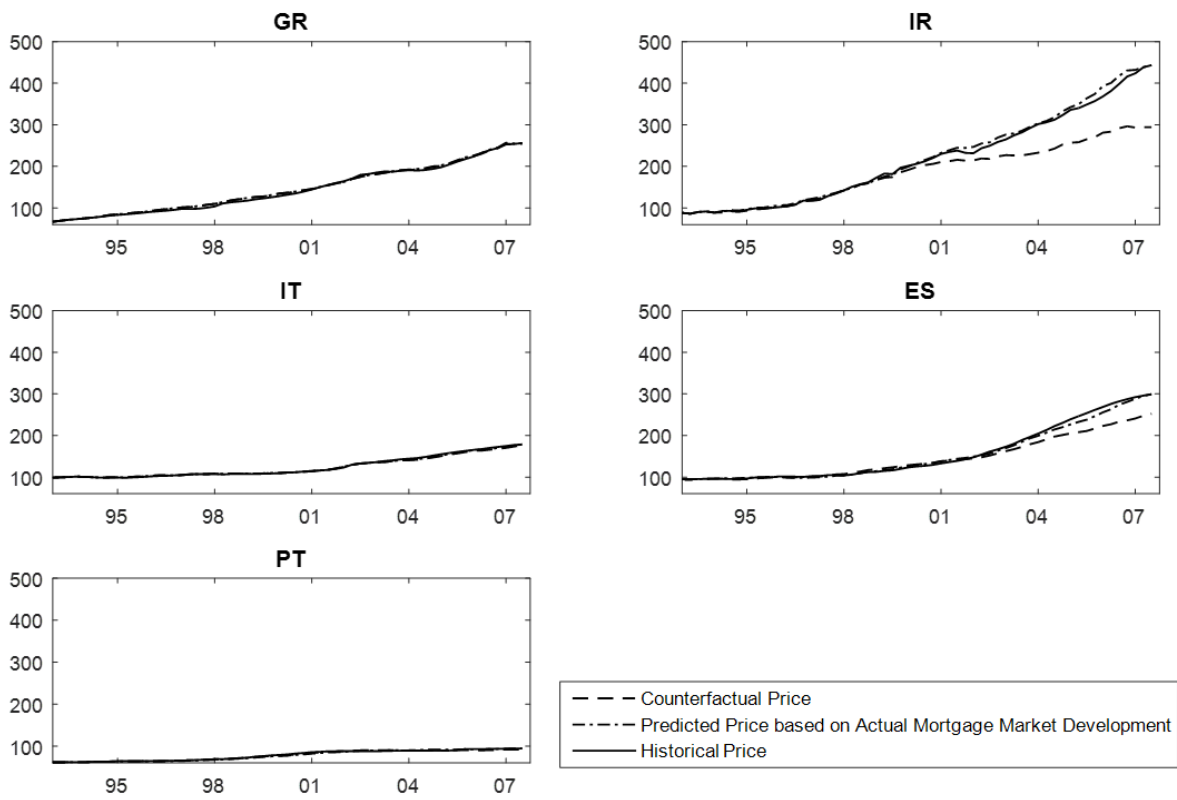 GR
500
400
300
200
100
95 98 01 04 07
IR
500
400
300
200
100
95 98 01 04 07
IT
500
400
300
200
100
95 98 01 04 07
ES
500
400
300
200
100
95 98 01 04 07
PT
500
400
300
200
100
95 98 01 04 07
Counterfactual Price
Predicted Price based on Actual Mortgage Market Development
Historical Price